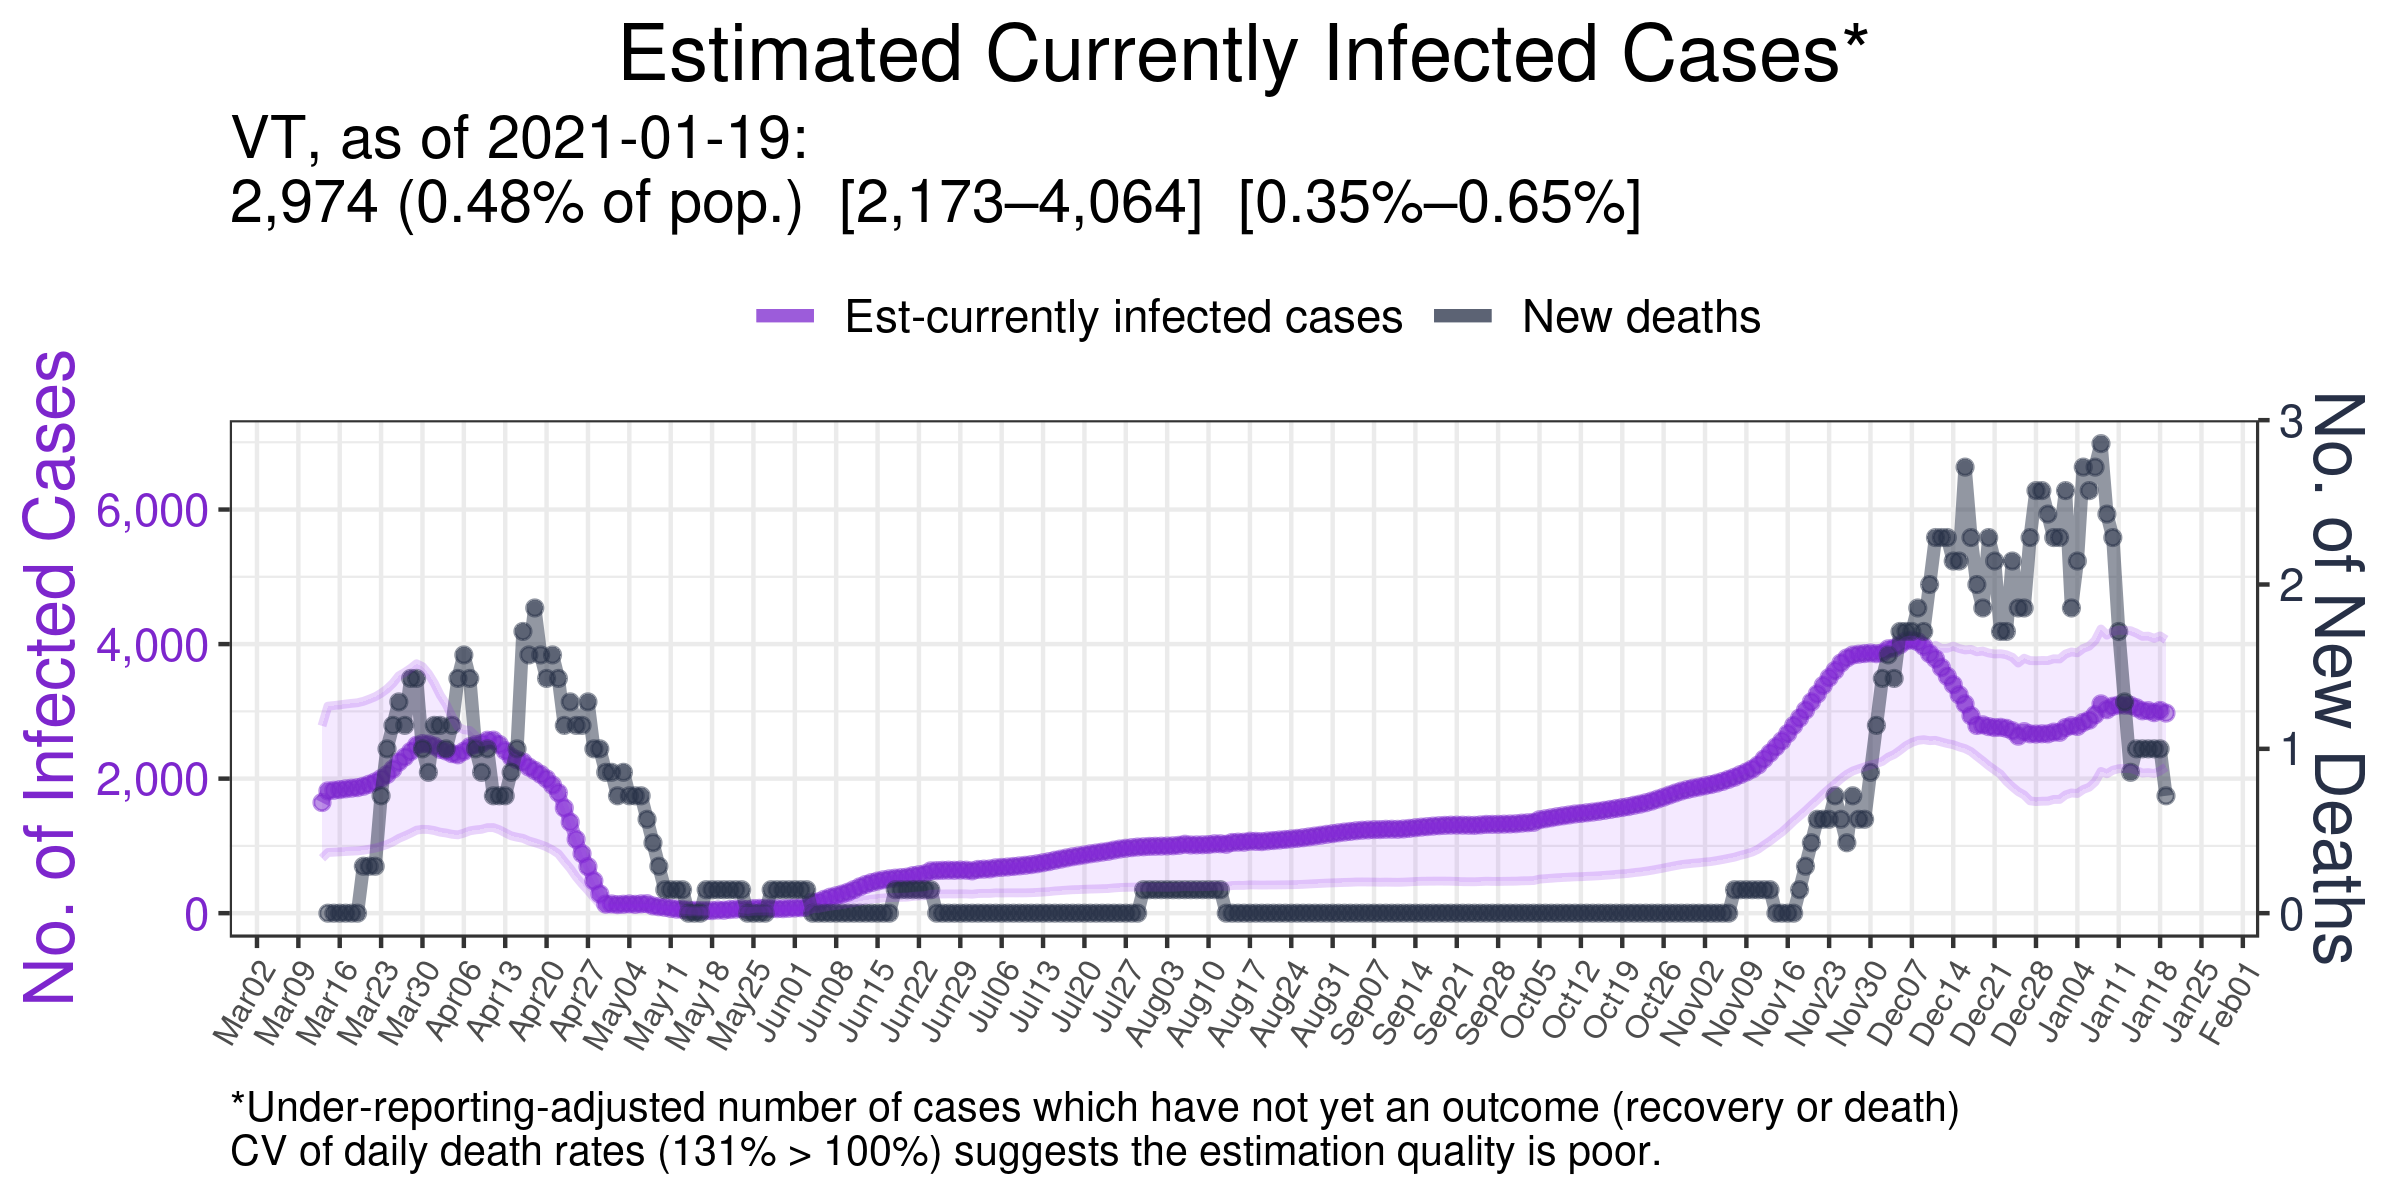 Estimated Currently Infected Cases*
VT, as of 2021-01-19:
2,974 (0.48% of pop.) [2,173–4,064] [0.35%–0.65%]
Est-currently infected cases New deaths
No. of Infected Cases
6,000
4,000
2,000
0
3
2
1
0
No. of New Deaths
Mar02 Mar09 Mar16 Mar23 Mar30 Apr06 Apr13 Apr20 Apr27 May04 May11 May18 May25 Jun01 Jun08 Jun15 Jun22 Jun29 Jul06 Jul13 Jul20 Jul27 Aug03 Aug10 Aug17 Aug24 Aug31 Sep07 Sep14 Sep21 Sep28 Oct05 Oct12 Oct19 Oct26 Nov02 Nov09 Nov16 Nov23 Nov30 Dec07 Dec14 Dec21 Dec28 Jan04 Jan11 Jan18 Jan25 Feb01
*Under-reporting-adjusted number of cases which have not yet an outcome (recovery or death)
CV of daily death rates (131% > 100%) suggests the estimation quality is poor.